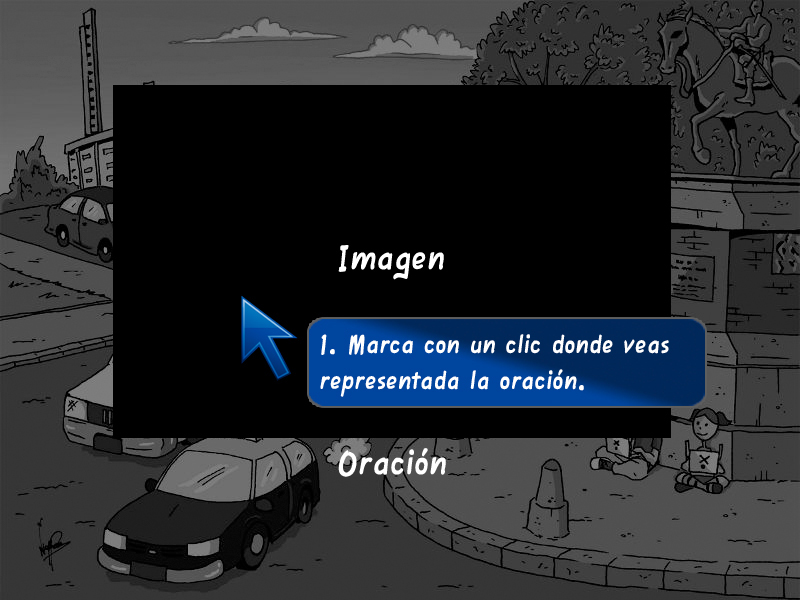 Imagen
1. Marca con un clic donde veas
representada la oración.
Oración